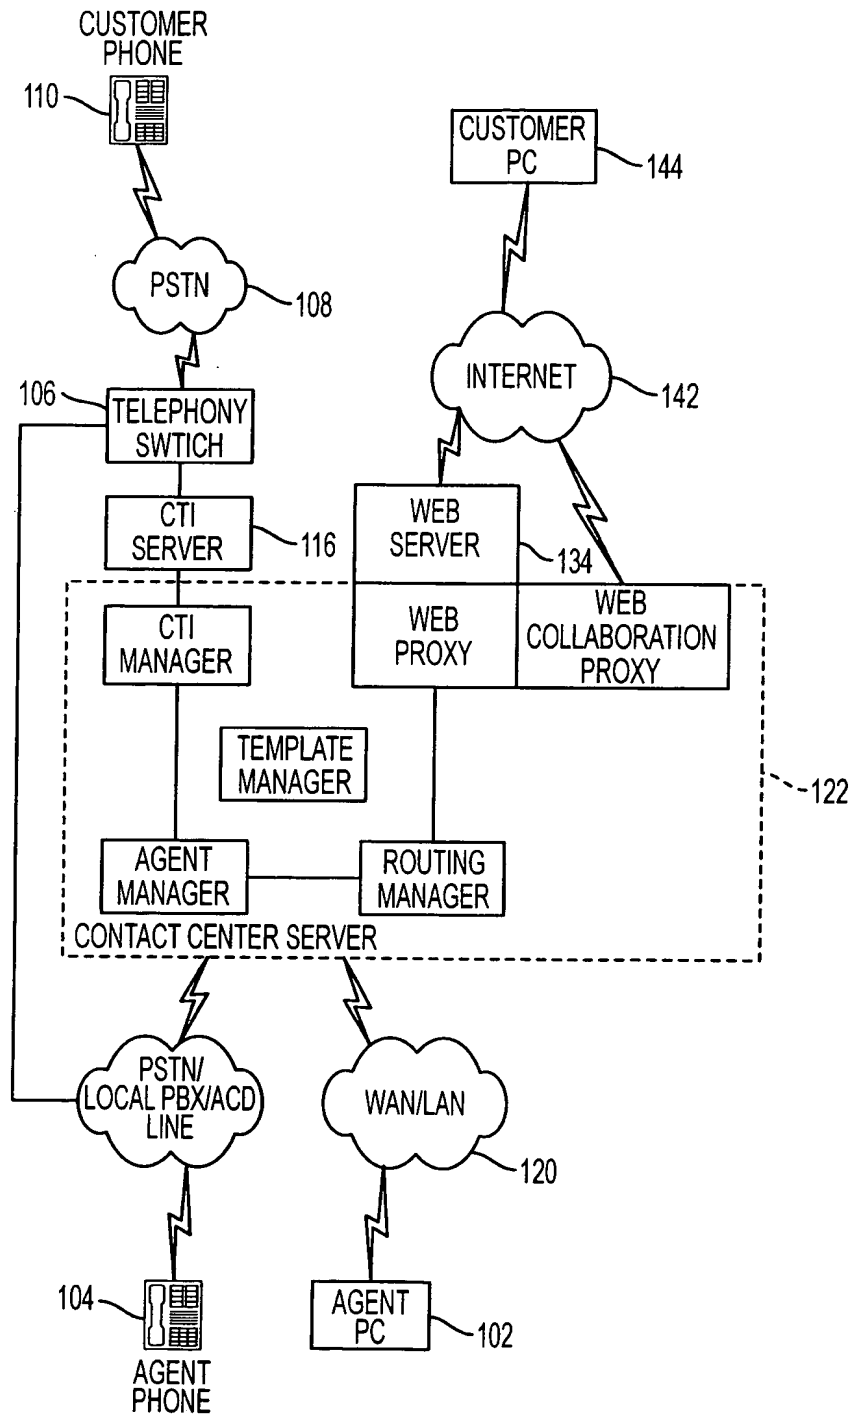 CUSTOMER
PHONE
110
CUSTOMER
PC
144
PSTN
108
INTERNET
142
106
TELEPHONY
SWTICH
CTI
SERVER
116
WEB
SERVER
134
CTI
MANAGER
WEB
PROXY
WEB
COLLABORATION
PROXY
TEMPLATE
MANAGER
122
AGENT
MANAGER
ROUTING
MANAGER
CONTACT CENTER SERVER
PSTN/
LOCAL PBX/ACD
LINE
WAN/LAN
120
104
AGENT
PHONE
AGENT
PC
102